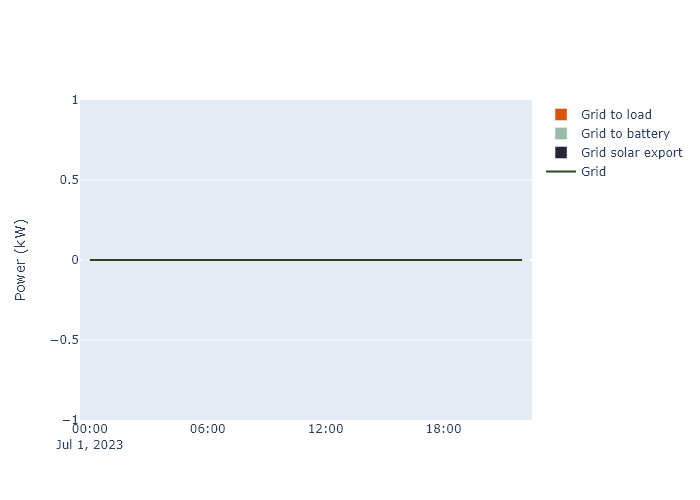 1
0.5
0
−0.5
−1
Power (kW)
00:00
06:00
12:00
18:00
Jul 1, 2023
Grid to load
Grid to battery
Grid solar export
Grid